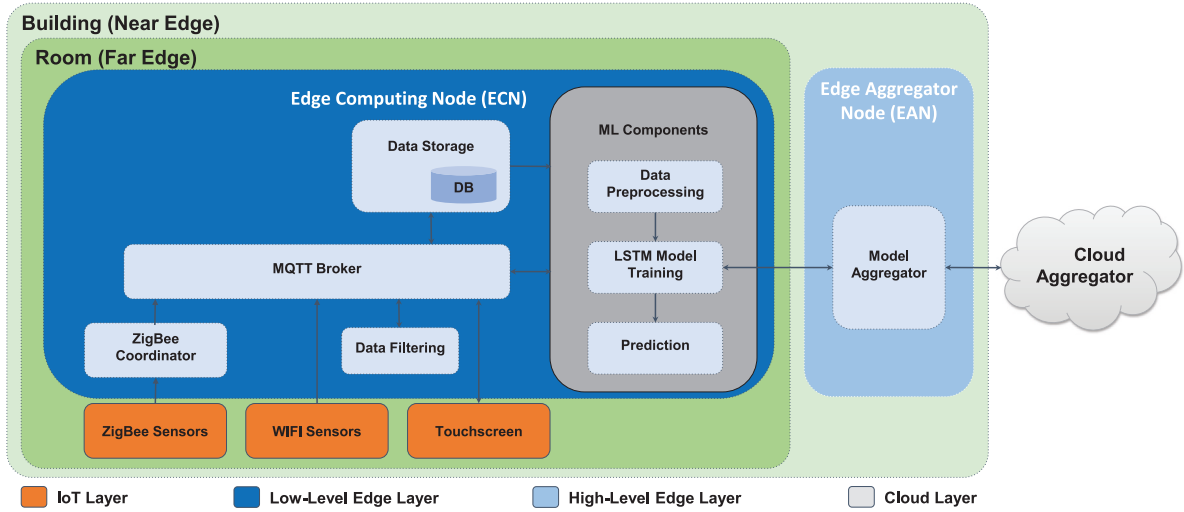 Building (Near Edge)
Room (Far Edge)
Edge Computing Node (ECN)
Data Storage
DB
ML Components
Data
Preprocessing
LSTM Model
Training
Prediction
MQTT Broker
ZigBee
Coordinator
Data Filtering
ZigBee Sensors
WIFI Sensors
Touchscreen
Edge Aggregator
Node (EAN)
Model
Aggregator
Cloud
Aggregator
IoT Layer
Low-Level Edge Layer
High-Level Edge Layer
Cloud Layer